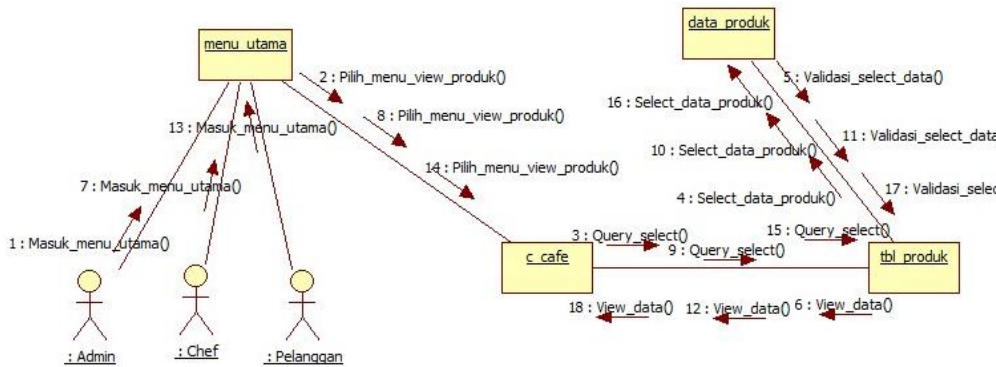 data_produk
menu_utama
2 : Pilih_menu_view_produk()
5 : Validasi_select_data()
16 : Select_data_produk()
8 : Pilih_menu_view_produk()
13 : Masuk_menu_utama()
11 : Validasi_select_data
10 : Select_data_produk()
14 : Pilih_menu_view_produk()
7 : Masuk_menu_utama()
17 : Validasi_selec
4 : Select_data_produk()
1 : Masuk_menu_utama()
3 : Query_select()
15 : Query_select()
9 : Query_select()
c_cafe
tbl_produk
18 : View_data()
12 : View_data()
6 : View_data()
: Admin
: Chef
: Pelanggan